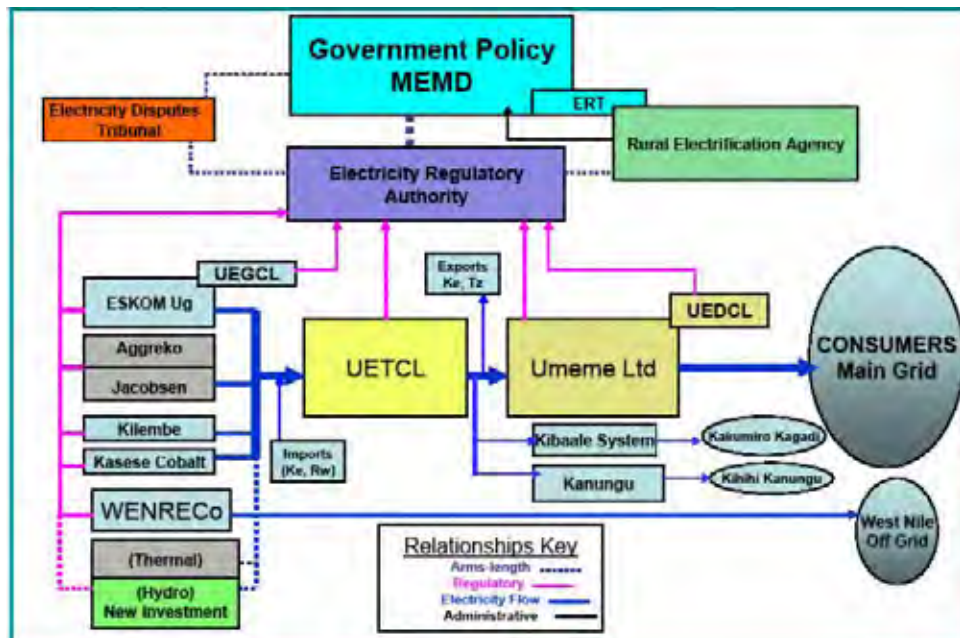 Government Policy
MEMD
ERT
Electricity Disputes
Tribunal
Rural Electrification Agency
Electricity Regulatory
Authority
UEGCL
Exports
Ke, Tz
ESKOM Ug
UEDCL
Aggreko
Jacobsen
UETCL
Umeme Ltd
CONSUMERS
Main Grid
Kilembe
Kasese Cobalt
Imports
(Ke, Rw)
Kibaale System
Kairumiro Kagadi
Kanungu
Kihihi Kanungu
WENRECo
West Nile
Off Grid
(Thermal)
(Hydro)
New Investment
Relationships Key
Arms-length
Regulatory
Electricity Flow
Administrative